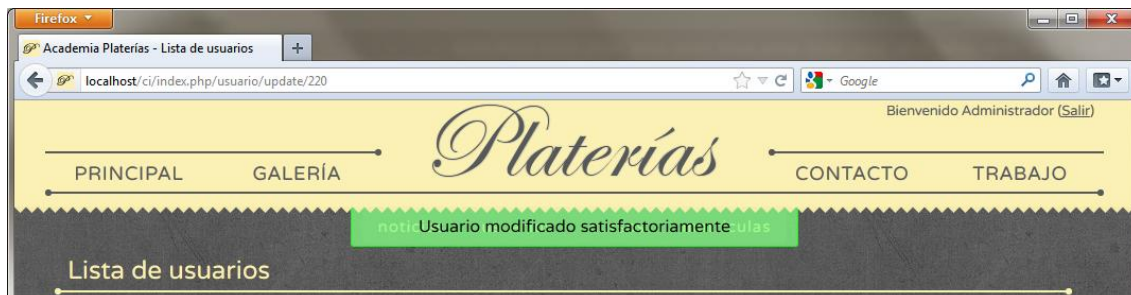 Firefox
Academia Platerías - Lista de usuarios
localhost/ci/index.php/usuario/update/220
Google
Bienvenido Administrador (Salir)
Platerías
PRINCIPAL GALERÍA CONTACTO TRABAJO
Usuario modificado satisfactoriamente
Lista de usuarios